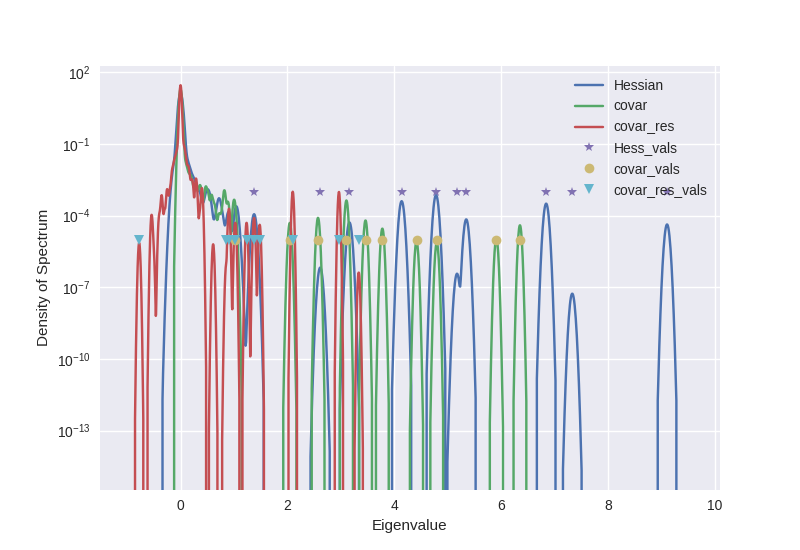 10^2
10^-1
10^-4
10^-7
10^-10
10^-13
Density of Spectrum
0 2 4 6 8 10
Eigenvalue
Hessian
covar
covar_res
Hess_vals
covar_vals
covar_res_vals